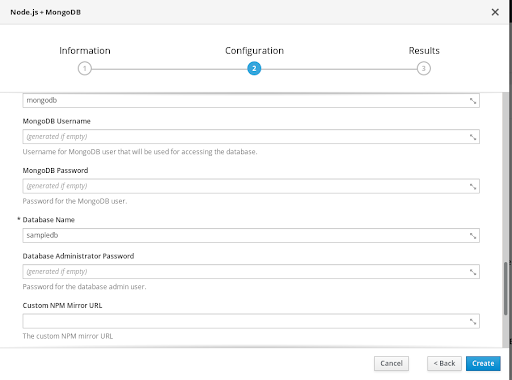 Node.js + MongoDB
Information Configuration Results
1 2 3
mongodb
MongoDB Username
(generated if empty)
Username for MongoDB user that will be used for accessing the database.
MongoDB Password
(generated if empty)
Password for the MongoDB user.
* Database Name
sampledb
Database Administrator Password
(generated if empty)
Password for the database admin user.
Custom NPM Mirror URL
The custom NPM mirror URL
Cancel < Back Create